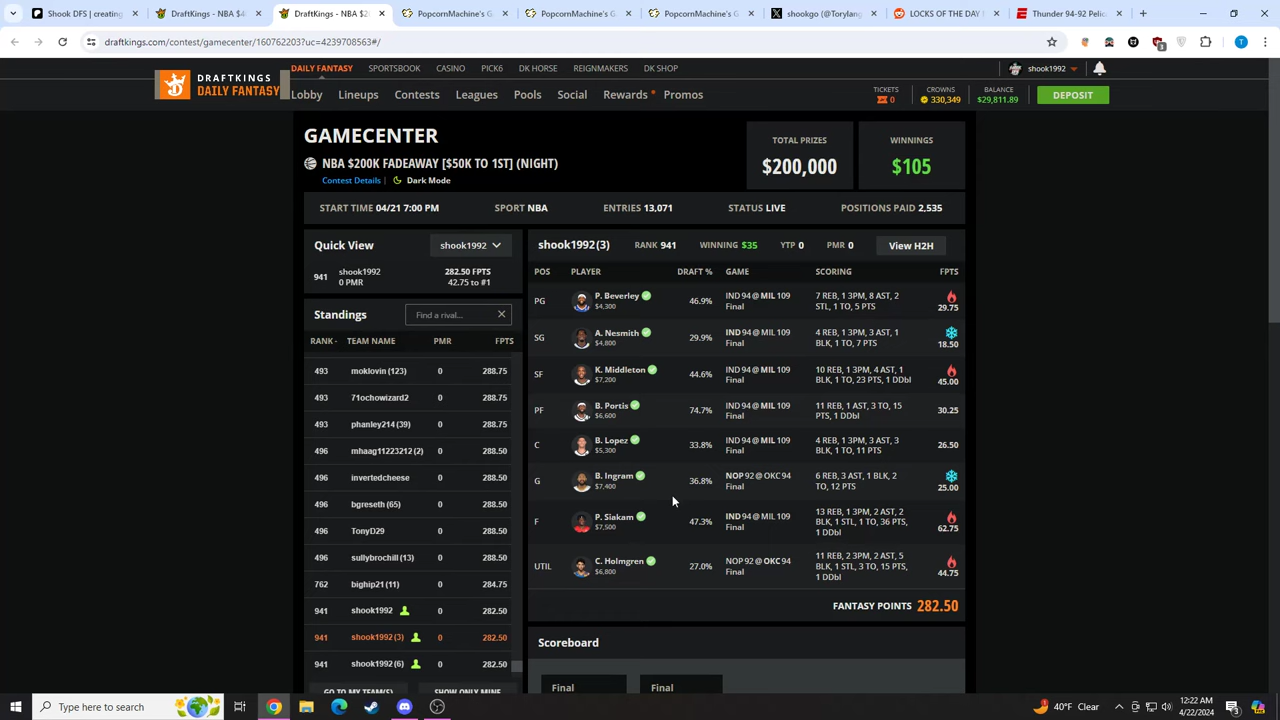 Shook DFS | creating
DraftKings - NBA $4
DraftKings - NBA $2
PopcornMachine's G
PopcornMachine's G
PopcornMachine's G
shookgo (@Torylang
LOCKS OF THE DAY
Thunder 94-92 Pelic
draftkings.com/contest/gamecenter/160762203?uc=4239708563#/
3
T
DRAFTKINGS
DAILY FANTASY
DAILY FANTASY SPORTSBOOK CASINO PICK6 DK HORSE REIGNMAKERS DK SHOP
shook1992
Lobby Lineups Contests Leagues Pools Social Rewards Promos
TICKETS
0
CROWNS
330,349
BALANCE
$29,811.89
DEPOSIT
GAMECENTER
NBA $200K FADEAWAY [$50K TO 1ST] (NIGHT)
Contest Details | Dark Mode
TOTAL PRIZES
$200,000
WINNINGS
$105
START TIME 04/21 7:00 PM SPORT NBA ENTRIES 13,071 STATUS LIVE POSITIONS PAID 2,535
Quick View shook1992
941 shook1992 282.50 FPTS
0 PMR 42.75 to #1
Standings Find a rival...
RANK TEAM NAME PMR FPTS
493 moklovin (123) 0 288.75
493 71ochowizard2 0 288.75
493 phanley214 (39) 0 288.75
496 mhaag11223212 (2) 0 288.50
496 invertedcheese 0 288.50
496 bgreseth (65) 0 288.50
496 TonyD29 0 288.50
496 sullybrochill (13) 0 288.50
762 bighip21 (11) 0 284.75
941 shook1992 0 282.50
941 shook1992 (3) 0 282.50
941 shook1992 (6) 0 282.50
GO TO MY TEAM(S) SHOW ONLY MINE
shook1992 (3) RANK 941 WINNING $35 YTP 0 PMR 0 View H2H
POS PLAYER DRAFT % GAME SCORING FPTS
PG P. Beverley $4,300 46.9% IND 94 @ MIL 109 Final 7 REB, 1 3PM, 8 AST, 2 STL, 1 TO, 5 PTS 29.75
SG A. Nesmith $4,800 29.9% IND 94 @ MIL 109 Final 4 REB, 1 3PM, 3 AST, 1 BLK, 1 TO, 7 PTS 18.50
SF K. Middleton $7,200 44.6% IND 94 @ MIL 109 Final 10 REB, 1 3PM, 4 AST, 1 BLK, 1 TO, 23 PTS, 1 DDbl 45.00
PF B. Portis $6,600 74.7% IND 94 @ MIL 109 Final 11 REB, 1 AST, 3 TO, 15 PTS, 1 DDbl 30.25
C B. Lopez $5,300 33.8% IND 94 @ MIL 109 Final 4 REB, 1 3PM, 3 AST, 3 BLK, 1 TO, 11 PTS 26.50
G B. Ingram $7,400 36.8% NOP 92 @ OKC 94 Final 6 REB, 3 AST, 1 BLK, 2 TO, 12 PTS 25.00
F P. Siakam $7,500 47.3% IND 94 @ MIL 109 Final 13 REB, 1 3PM, 2 AST, 2 BLK, 1 STL, 1 TO, 36 PTS, 1 DDbl 62.75
UTIL C. Holmgren $6,800 27.0% NOP 92 @ OKC 94 Final 11 REB, 2 3PM, 2 AST, 5 BLK, 1 STL, 3 TO, 15 PTS, 1 DDbl 44.75
FANTASY POINTS 282.50
Scoreboard
Final Final
Type here to search
40°F Clear
12:22 AM
4/22/2024
3